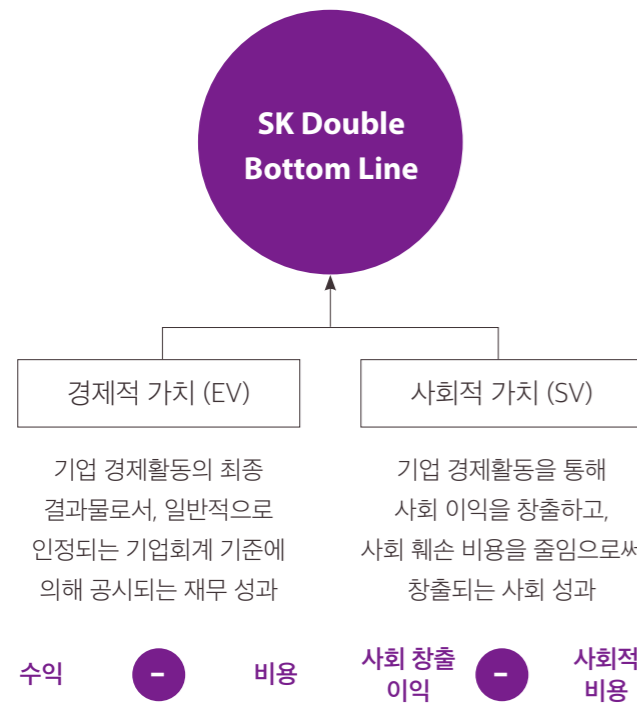 SK Double
Bottom Line
경제적 가치 (EV)
기업 경제활동의 최종
결과물로서, 일반적으로
인정되는 기업회계 기준에
의해 공시되는 재무 성과
수익 - 비용
사회적 가치 (SV)
기업 경제활동을 통해
사회 이익을 창출하고,
사회 훼손 비용을 줄임으로써
창출되는 사회 성과
사회 창출
이익
-
사회적
비용